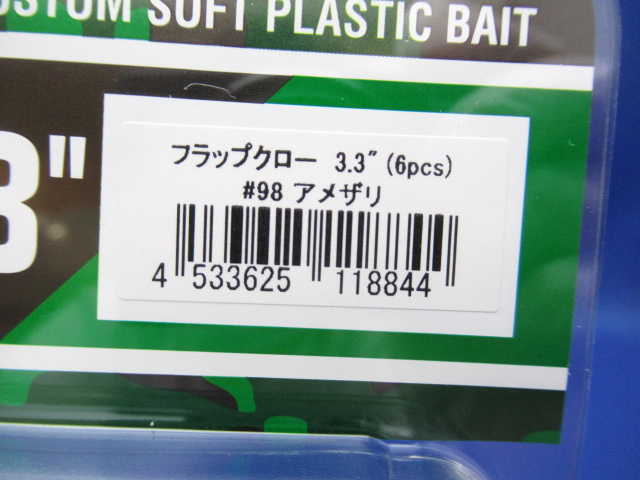 CUSTOM SOFT PLASTIC BAIT
3"
フラップクロー 3.3"(6pcs)
#98 アメザリ
4 533625 118844